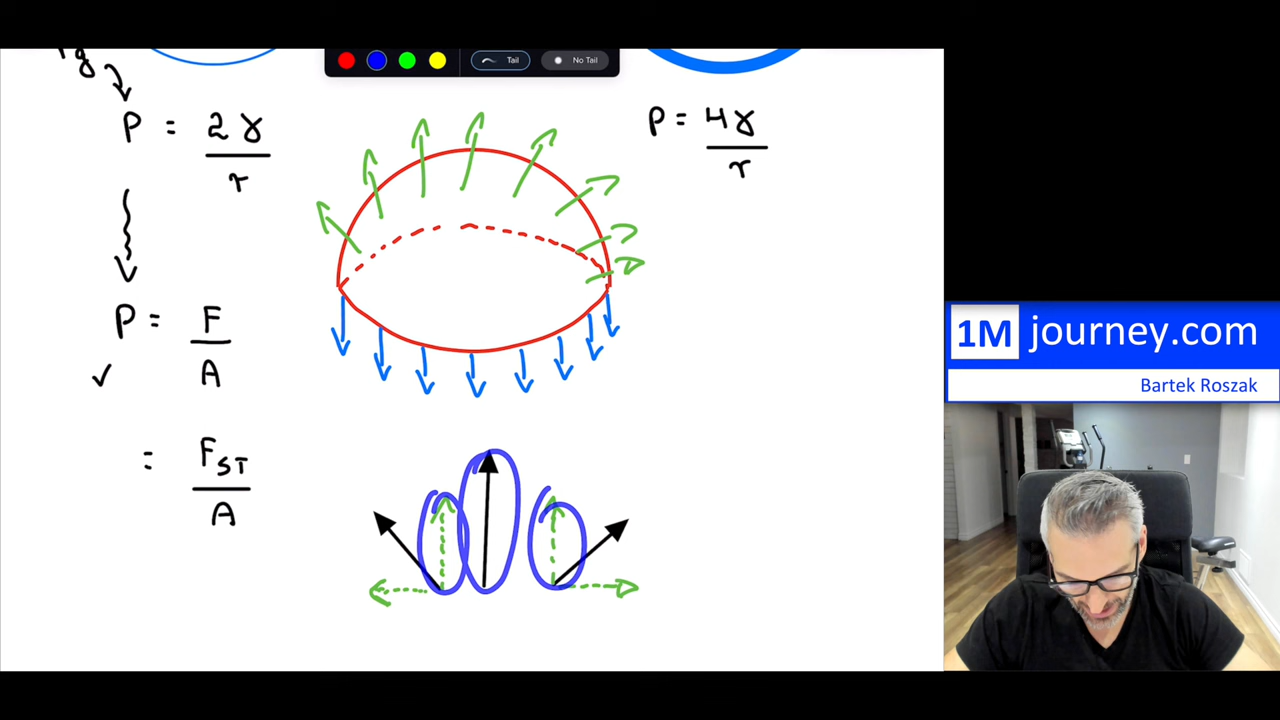 Tail
No Tail
P = 2γ/r
P = 4γ/r
P = F/A
= F_ST/A
1M journey.com
Bartek Roszak